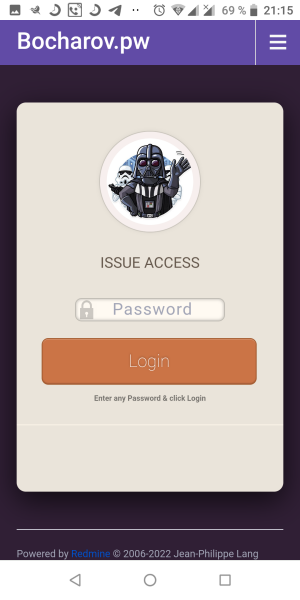 69 % 21:15
Bocharov.pw
ISSUE ACCESS
Password
Login
Enter any Password & click Login
Powered by Redmine © 2006-2022 Jean-Philippe Lang